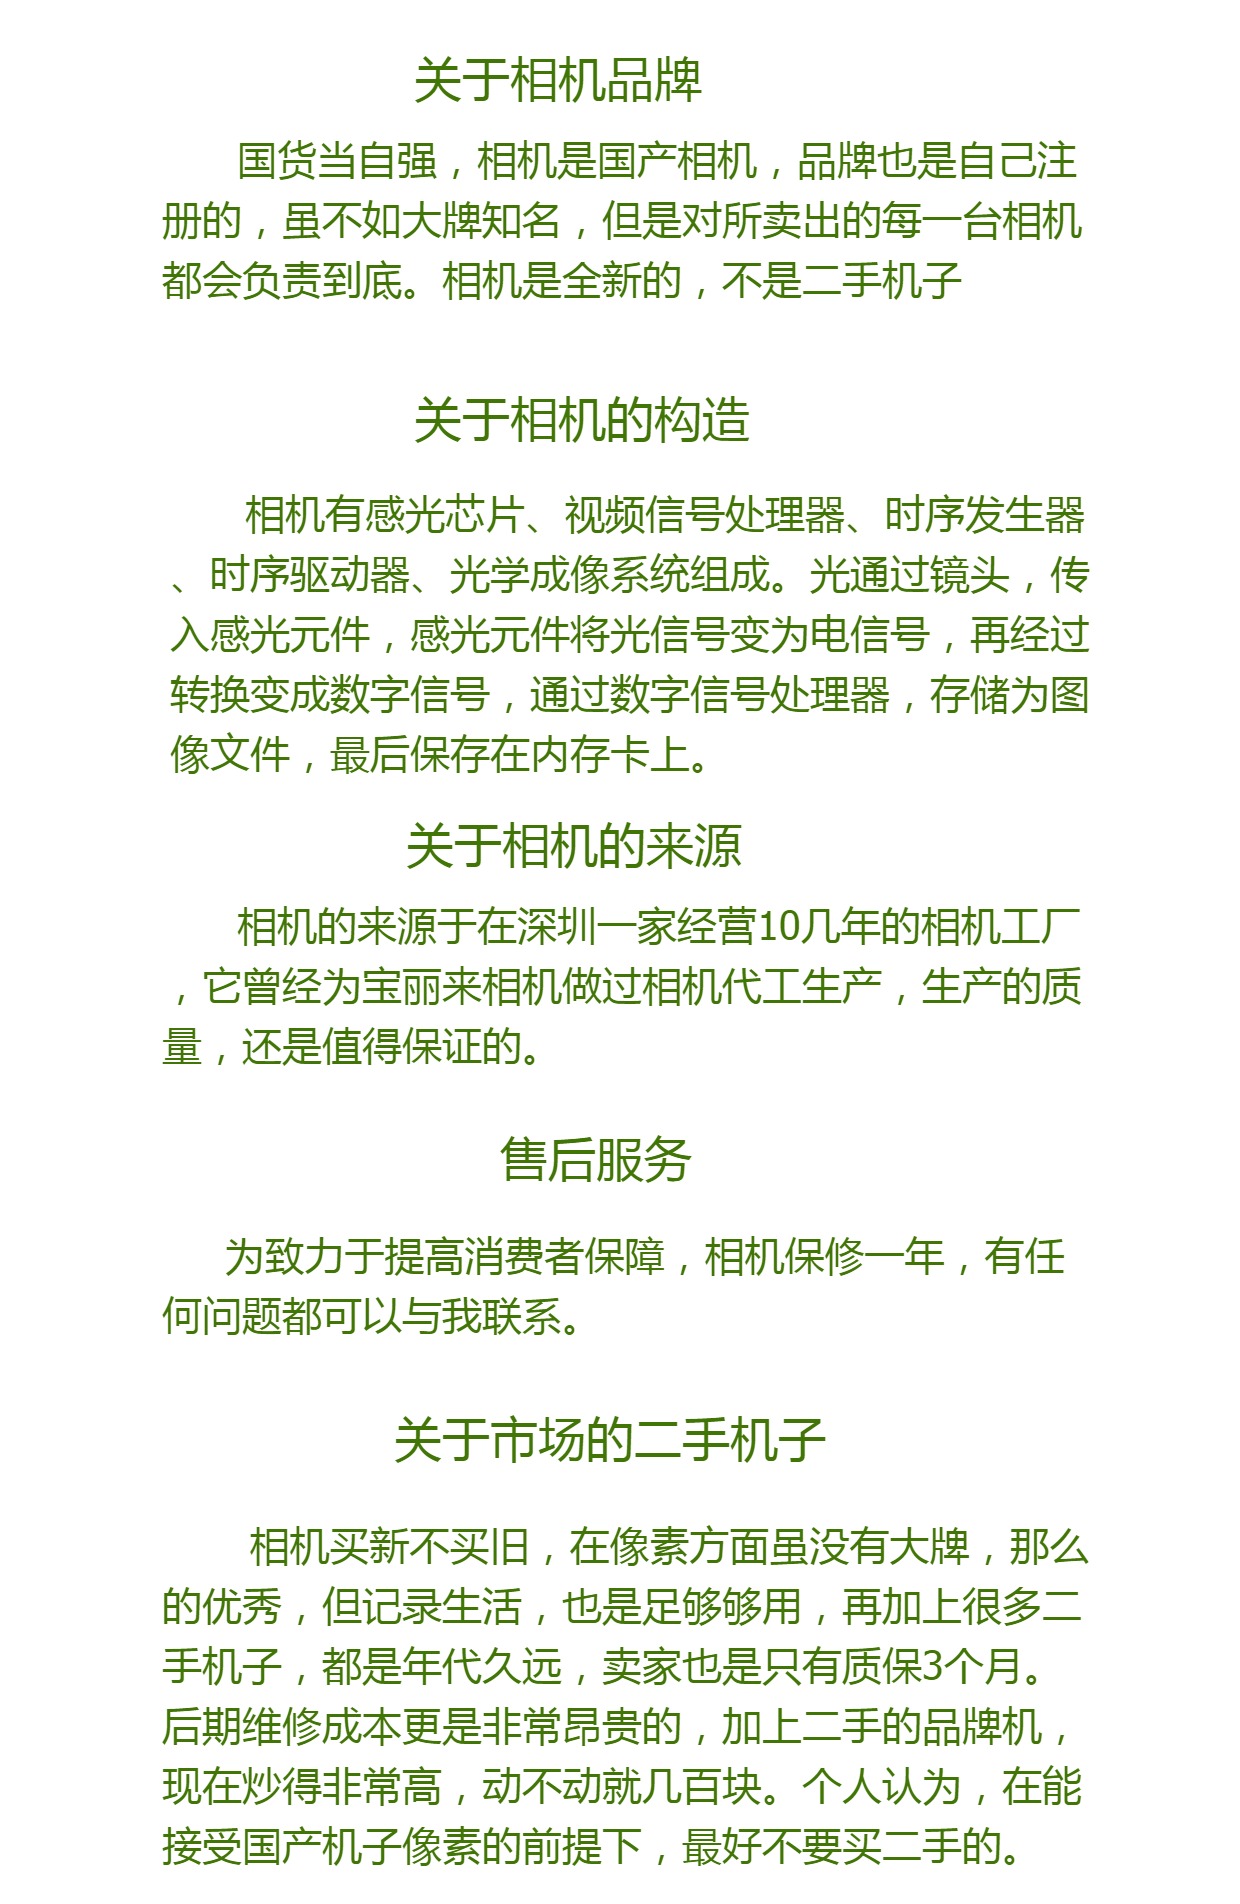 关于相机品牌
国货当自强，相机是国产相机，品牌也是自己注
册的，虽不如大牌知名，但是对所卖出的每一台相机
都会负责到底。相机是全新的，不是二手机子
关于相机的构造
相机有感光芯片、视频信号处理器、时序发生器
、时序驱动器、光学成像系统组成。光通过镜头，传
入感光元件，感光元件将光信号变为电信号，再经过
转换变成数字信号，通过数字信号处理器，存储为图
像文件，最后保存在内存卡上。
关于相机的来源
相机的来源于在深圳一家经营10几年的相机工厂
，它曾经为宝丽来相机做过相机代工生产，生产的质
量，还是值得保证的。
售后服务
为致力于提高消费者保障，相机保修一年，有任
何问题都可以与我联系。
关于市场的二手机子
相机买新不买旧，在像素方面虽没有大牌，那么
的优秀，但记录生活，也是足够够用，再加上很多二
手机子，都是年代久远，卖家也是只有质保3个月。
后期维修成本更是非常昂贵的，加上二手的品牌机，
现在炒得非常高，动不动就几百块。个人认为，在能
接受国产机子像素的前提下，最好不要买二手的。